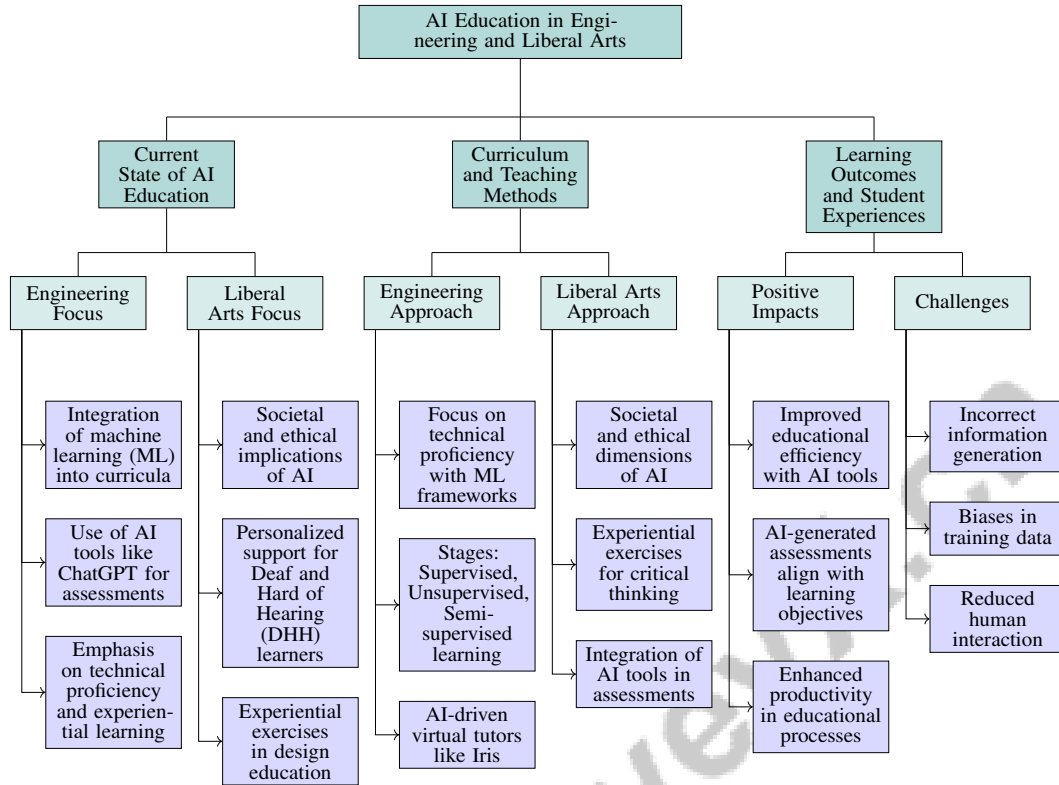 AI Education in Engi-
neering and Liberal Arts
Current
State of AI
Education
Curriculum
and Teaching
Methods
Learning
Outcomes
and Student
Experiences
Engineering
Focus
Liberal
Arts Focus
Engineering
Approach
Liberal Arts
Approach
Positive
Impacts
Challenges
Integration
of machine
learning (ML)
into curricula
Use of AI
tools like
ChatGPT for
assessments
Emphasis
on technical
proficiency
and experien-
tial learning
Societal
and ethical
implications
of AI
Personalized
support for
Deaf and
Hard of
Hearing
(DHH)
learners
Experiential
exercises
in design
education
Focus on
technical
proficiency
with ML
frameworks
Stages:
Supervised,
Unsupervised,
Semi-
supervised
learning
AI-driven
virtual tutors
like Iris
Societal
and ethical
dimensions
of AI
Experiential
exercises
for critical
thinking
Integration of
AI tools in
assessments
Improved
educational
efficiency
with AI tools
AI-generated
assessments
align with
learning
objectives
Enhanced
productivity
in educational
processes
Incorrect
information
generation
Biases in
training data
Reduced
human
interaction